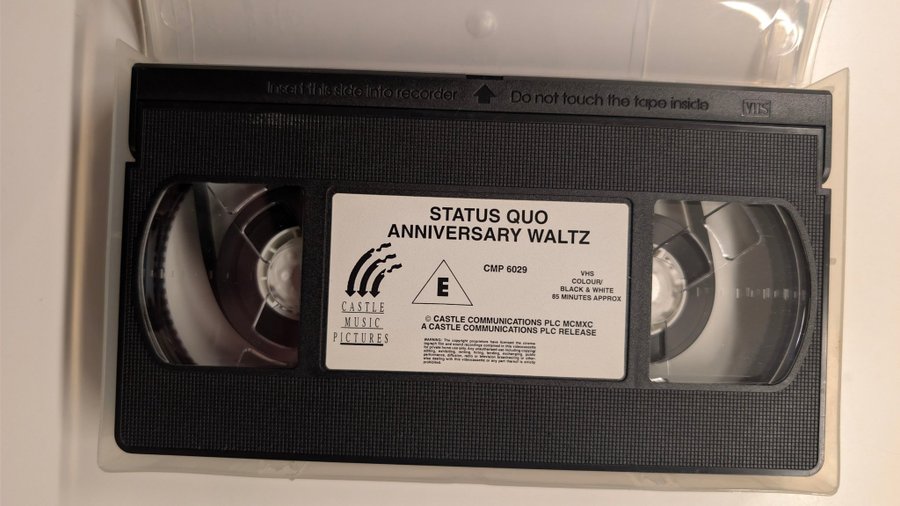 Insert this side into recorder Do not touch the tape inside VHS
STATUS QUO
ANNIVERSARY WALTZ
CMP 6029
E
VHS
COLOUR/
BLACK & WHITE
85 MINUTES APPROX
CASTLE
MUSIC
PICTURES
© CASTLE COMMUNICATIONS PLC MCMXC
A CASTLE COMMUNICATIONS PLC RELEASE